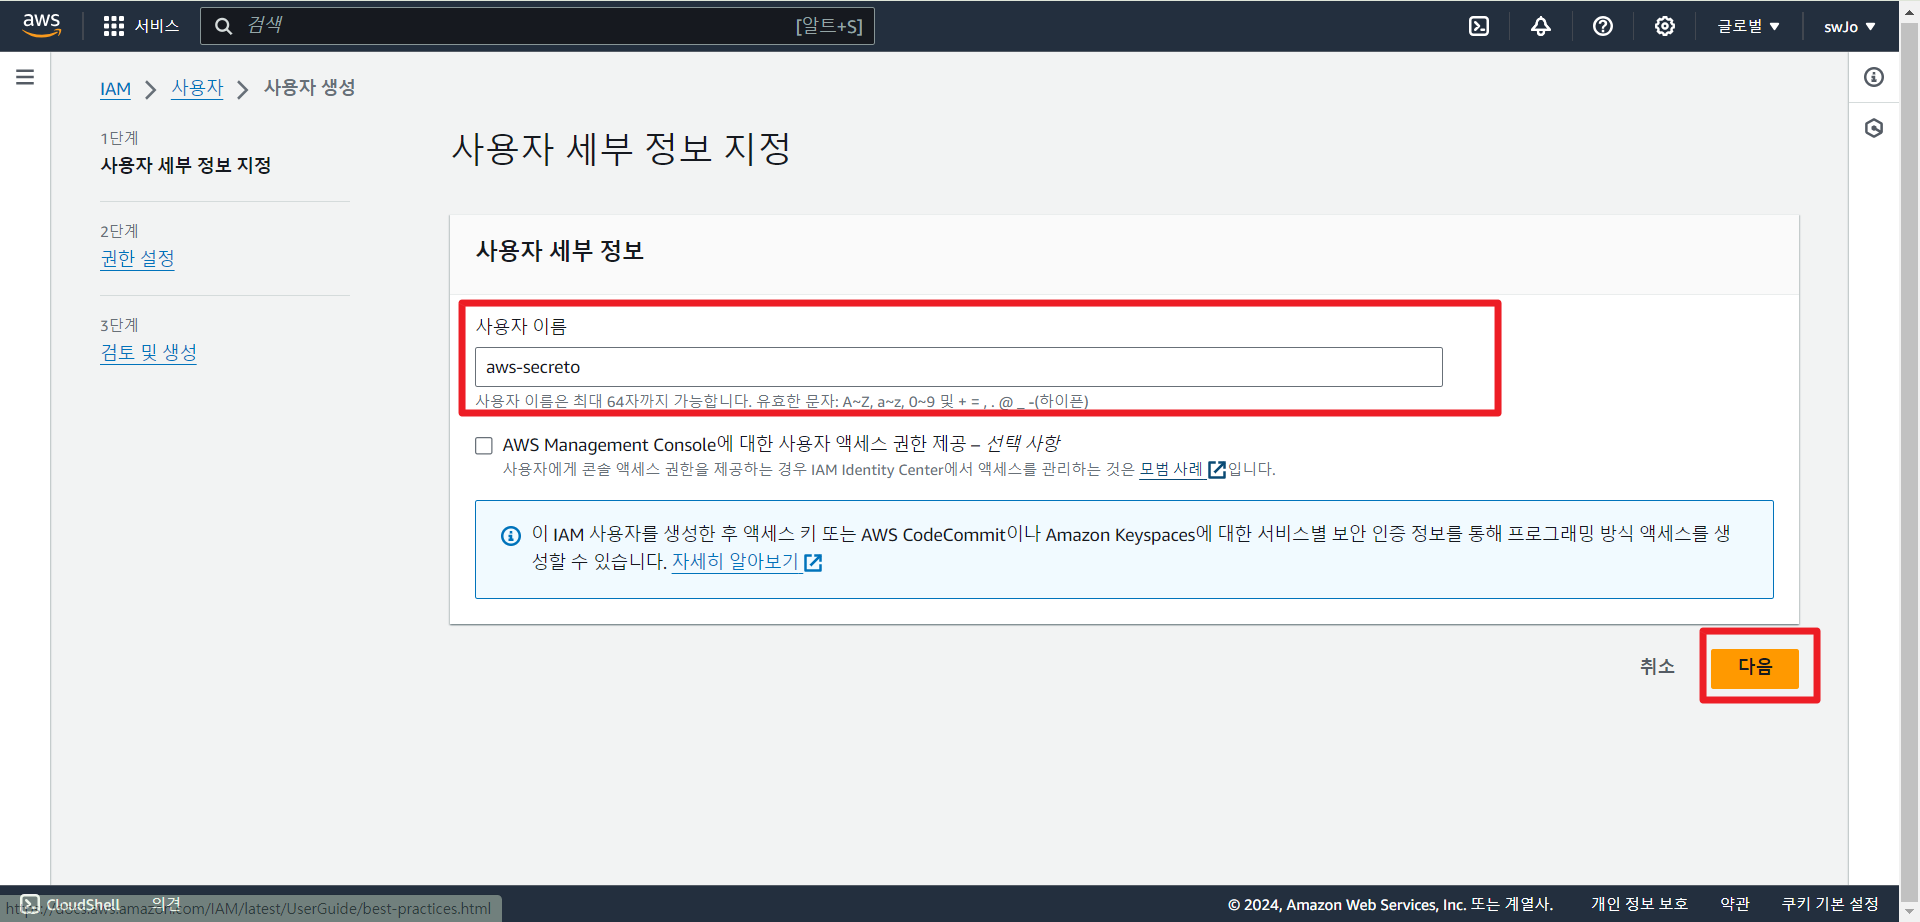 aws 서비스 검색 [알트+S] 글로벌 swJo
IAM 사용자 사용자 생성
1단계
사용자 세부 정보 지정
2단계
권한 설정
3단계
검토 및 생성
사용자 세부 정보 지정
사용자 세부 정보
사용자 이름
aws-secreto
사용자 이름은 최대 64자까지 가능합니다. 유효한 문자: A~Z, a~z, 0~9 및 + = , . @ _ -(하이픈)
AWS Management Console에 대한 사용자 액세스 권한 제공 – 선택 사항
사용자에게 콘솔 액세스 권한을 제공하는 경우 IAM Identity Center에서 액세스를 관리하는 것은 모범 사례 입니다.
이 IAM 사용자를 생성한 후 액세스 키 또는 AWS CodeCommit이나 Amazon Keyspaces에 대한 서비스별 보안 인증 정보를 통해 프로그래밍 방식 액세스를 생
성할 수 있습니다. 자세히 알아보기
취소 다음
CloudShell 의견
https://docs.aws.amazon.com/IAM/latest/UserGuide/best-practices.html
© 2024, Amazon Web Services, Inc. 또는 계열사. 개인 정보 보호 약관 쿠키 기본 설정